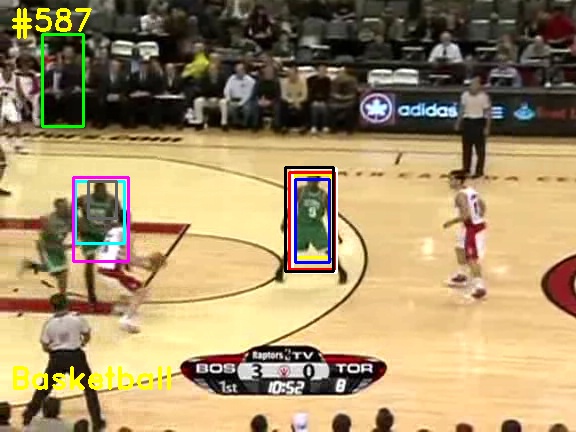 #587
adidas
Raptors TV
BOS 3 0 TOR
1st 10:52 8
Basketball